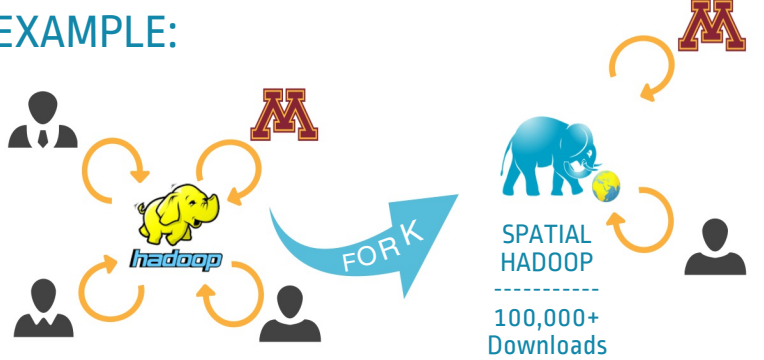 EXAMPLE:
M
M
hadoop
FORK
SPATIAL
HADOOP
-----------
100,000+
Downloads